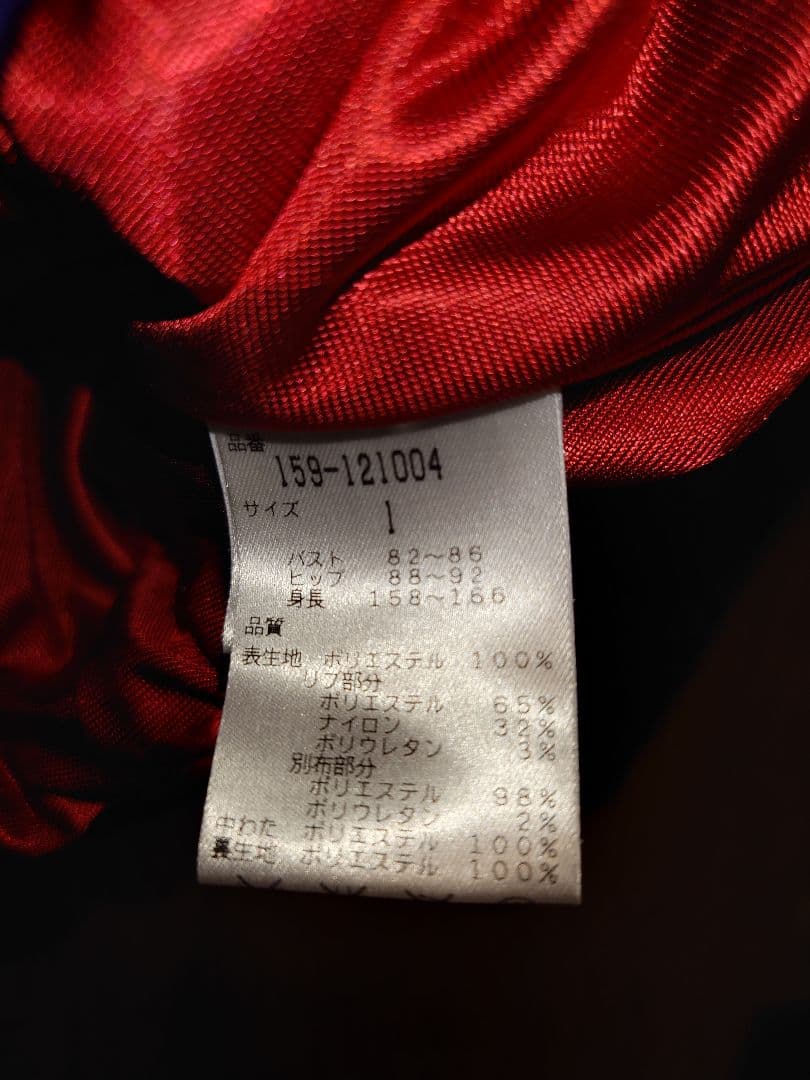 品番
159-121004
サイズ 1
バスト 82～86
ヒップ 88～92
身長 158～166
品質
表生地 ポリエステル 100%
リブ部分
ポリエステル 65%
ナイロン 32%
ポリウレタン 3%
別布部分
ポリエステル 98%
ポリウレタン 2%
中わた ポリエステル 100%
裏生地 ポリエステル 100%